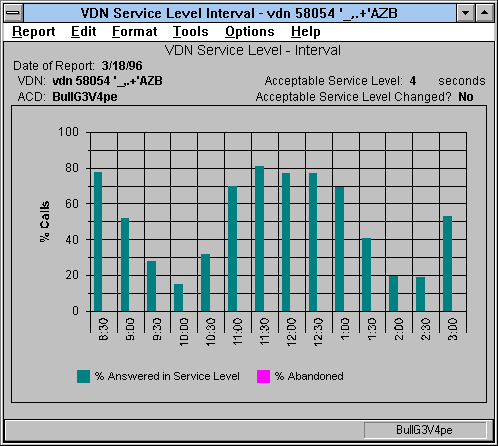 VDN Service Level Interval - vdn 58054 '_,.+'AZB
Report Edit Format Tools Options Help
VDN Service Level - Interval
Date of Report: 3/18/96
VDN: vdn 58054 '_,.+'AZB Acceptable Service Level: 4 seconds
ACD: BullG3V4pe Acceptable Service Level Changed? No
100
80
60
40
20
0
% Calls
8:30 9:00 9:30 10:00 10:30 11:00 11:30 12:00 12:30 1:00 1:30 2:00 2:30 3:00
% Answered in Service Level % Abandoned
BullG3V4pe